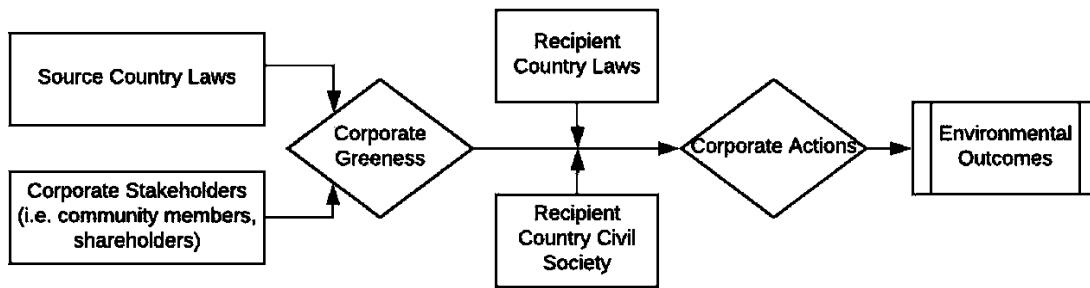 Source Country Laws
Corporate Stakeholders
(i.e. community members,
shareholders)
Corporate
Greeness
Recipient
Country Laws
Recipient
Country Civil
Society
Corporate Actions
Environmental
Outcomes